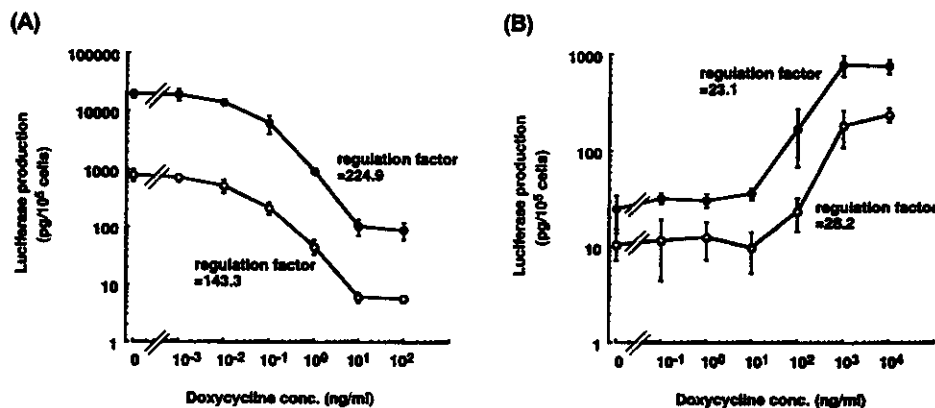 (A)
100000
10000
1000
100
10
1
Luciferase production
(pg/10⁵ cells)
regulation factor
=224.9
regulation factor
=143.3
0 10⁻³ 10⁻² 10⁻¹ 10⁰ 10¹ 10²
Doxycycline conc. (ng/ml)
(B)
1000
100
10
1
Luciferase production
(pg/10⁵ cells)
regulation factor
=23.1
regulation factor
=28.2
0 10⁻¹ 10⁰ 10¹ 10² 10³ 10⁴
Doxycycline conc. (ng/ml)